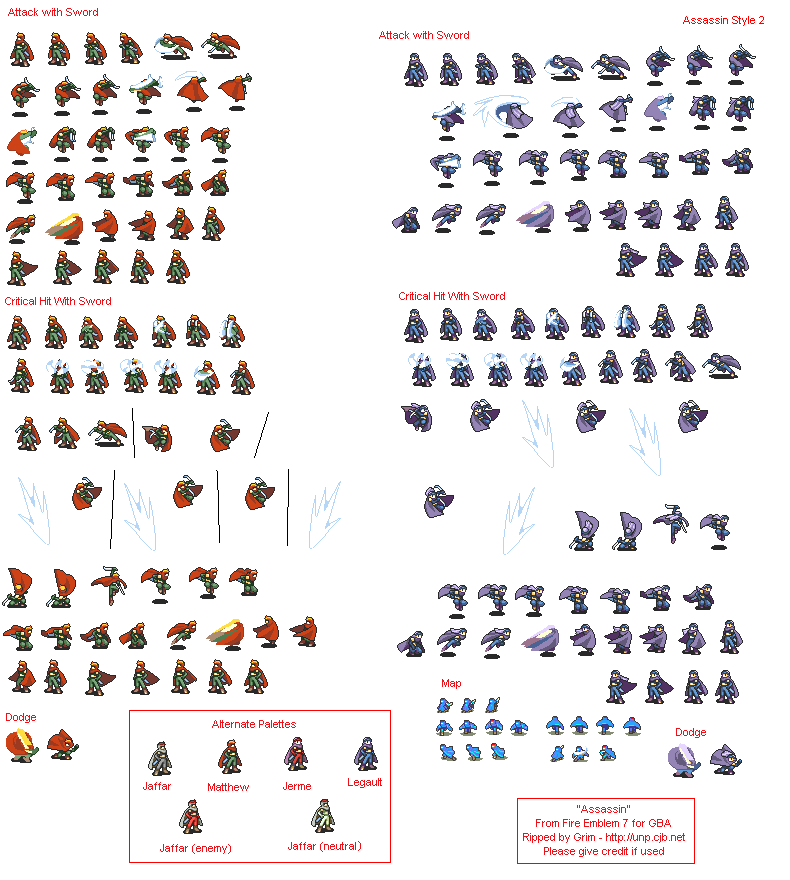 Attack with Sword
Assassin Style 2
Attack with Sword
Critical Hit With Sword
Critical Hit With Sword
Map
Dodge
Dodge
Alternate Palettes
Jaffar
Matthew
Jerme
Legault
Jaffar (enemy)
Jaffar (neutral)
"Assassin"
From Fire Emblem 7 for GBA
Ripped by Grim - http://unp.cjb.net
Please give credit if used